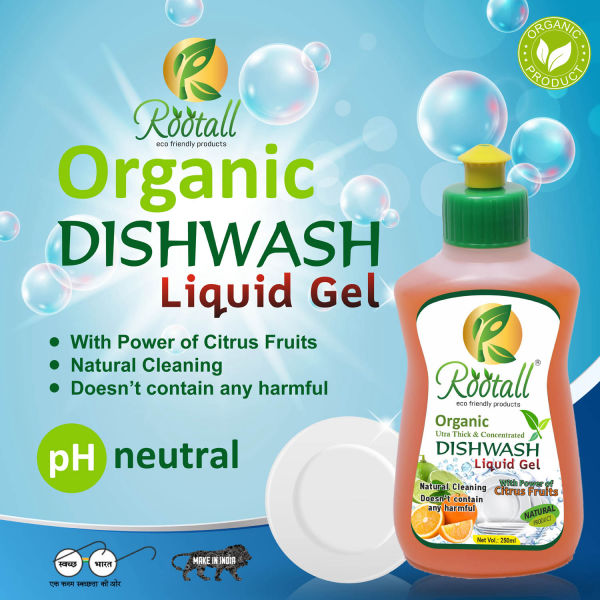 ORGANIC
PRODUCT
Rootall
eco friendly products
Organic
DISHWASH
Liquid Gel
With Power of Citrus Fruits
Natural Cleaning
Doesn't contain any harmful
pH neutral
स्वच्छ भारत
एक कदम स्वच्छता की ओर
MAKE IN INDIA
Rootall®
eco friendly products
Organic
Utra Thick & Concentrated
DISHWASH
Liquid Gel
Natural Cleaning
Doesn't contain
any harmful
With Power of
Citrus Fruits
NATURAL
PRODUCT
Net Vol.: 250ml